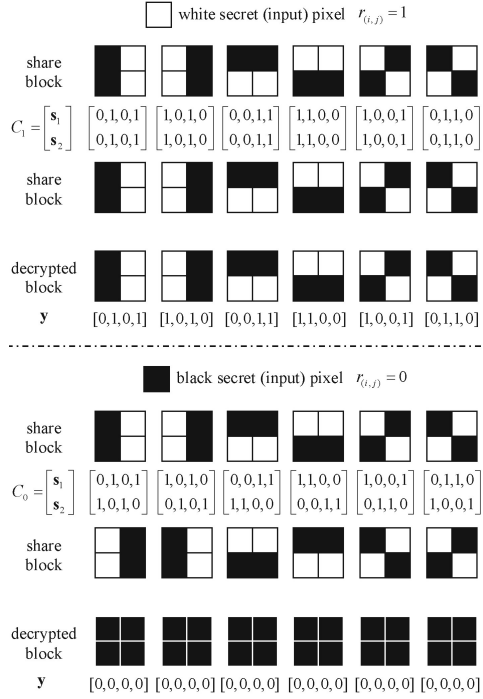 white secret (input) pixel r(i,j) = 1
share
block
C1 = [s1 s2] [0,1,0,1 0,1,0,1] [1,0,1,0 1,0,1,0] [0,0,1,1 0,0,1,1] [1,1,0,0 1,1,0,0] [1,0,0,1 1,0,0,1] [0,1,1,0 0,1,1,0]
share
block
decrypted
block
y [0,1,0,1] [1,0,1,0] [0,0,1,1] [1,1,0,0] [1,0,0,1] [0,1,1,0]
black secret (input) pixel r(i,j) = 0
share
block
C0 = [s1 s2] [0,1,0,1 1,0,1,0] [1,0,1,0 0,1,0,1] [0,0,1,1 1,1,0,0] [1,1,0,0 0,0,1,1] [1,0,0,1 0,1,1,0] [0,1,1,0 1,0,0,1]
share
block
decrypted
block
y [0,0,0,0] [0,0,0,0] [0,0,0,0] [0,0,0,0] [0,0,0,0] [0,0,0,0]